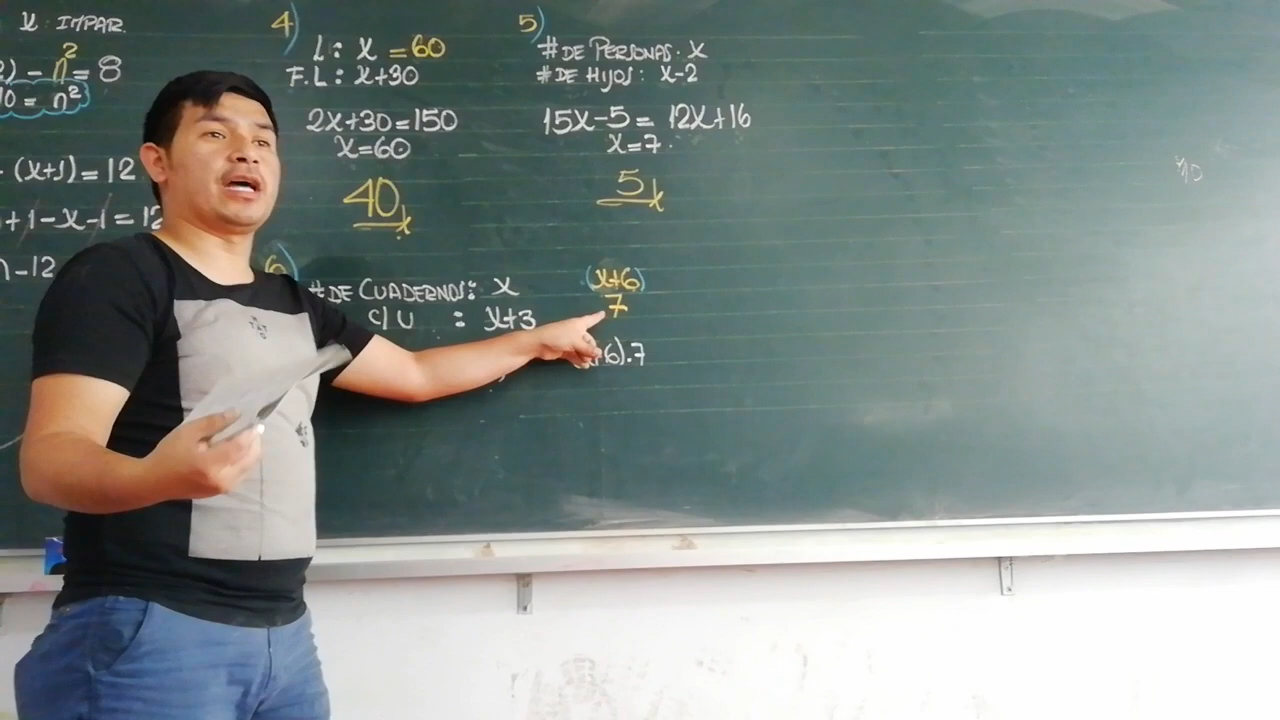 x: IMPAR.
2) - n² = 8
10 = n²
(x+1) = 12
+1-x-1 = 12
-12
4)
L: x = 60
F.L: x+30
2x+30=150
x=60
40
5)
# DE PERSONAS: x
# DE HIJOS: x-2
15x-5 = 12x+16
x=7.
5
6)
# DE CUADERNOS: x
C/U : x+3
(x+6)
7
+6).7